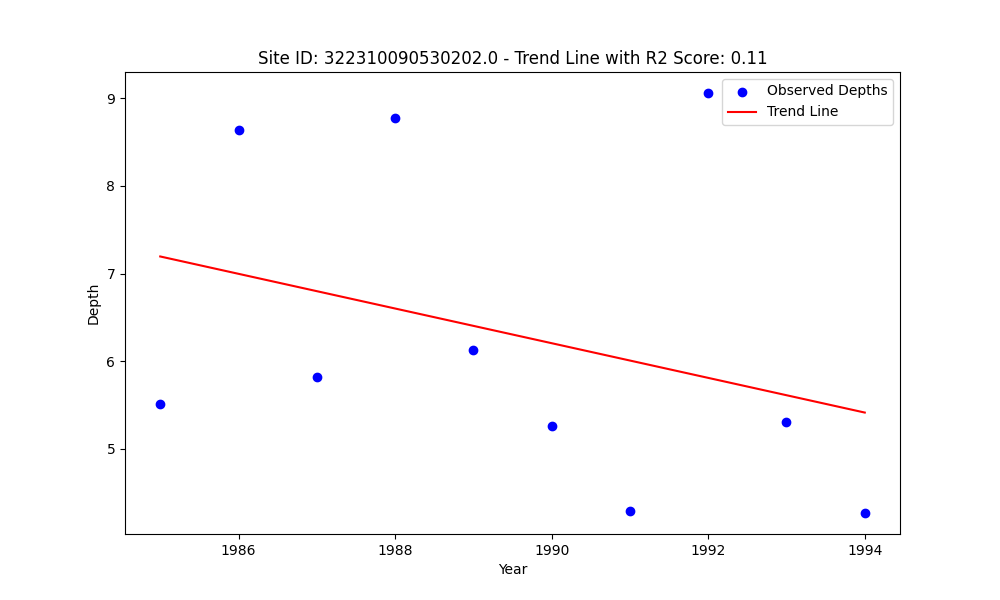 Site ID: 322310090530202.0 - Trend Line with R2 Score: 0.11
Observed Depths
Trend Line
9
8
7
6
5
Depth
1986
1988
1990
1992
1994
Year